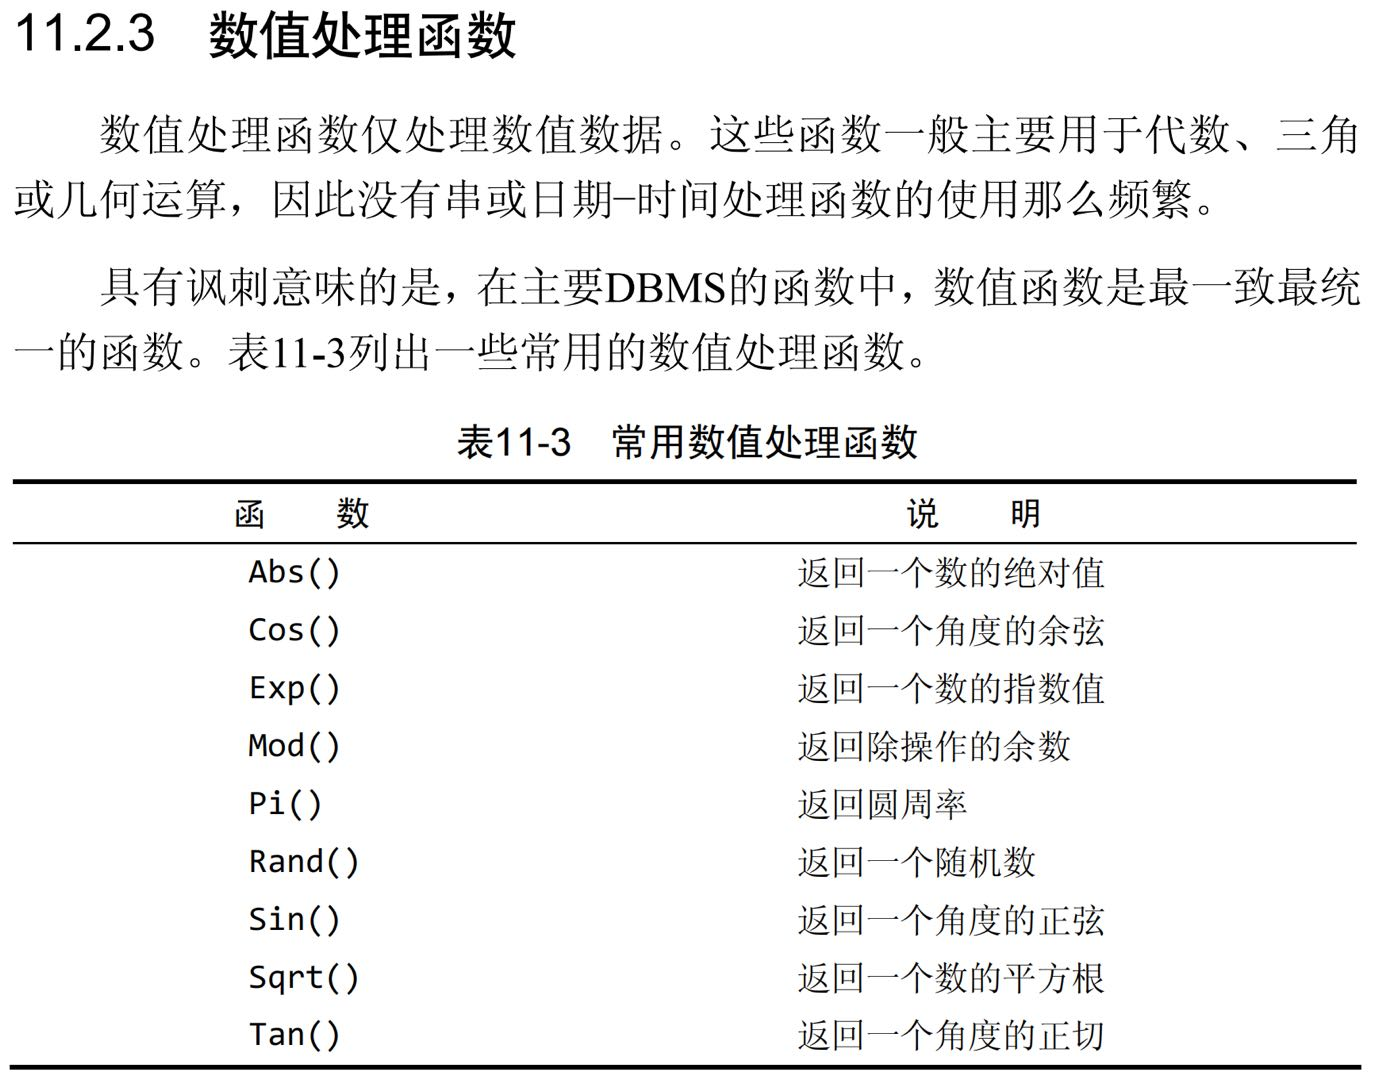 11.2.3 数值处理函数
数值处理函数仅处理数值数据。这些函数一般主要用于代数、三角
或几何运算，因此没有串或日期–时间处理函数的使用那么频繁。
具有讽刺意味的是，在主要DBMS的函数中，数值函数是最一致最统
一的函数。表11-3列出一些常用的数值处理函数。
表11-3 常用数值处理函数
函 数 说 明
Abs() 返回一个数的绝对值
Cos() 返回一个角度的余弦
Exp() 返回一个数的指数值
Mod() 返回除操作的余数
Pi() 返回圆周率
Rand() 返回一个随机数
Sin() 返回一个角度的正弦
Sqrt() 返回一个数的平方根
Tan() 返回一个角度的正切